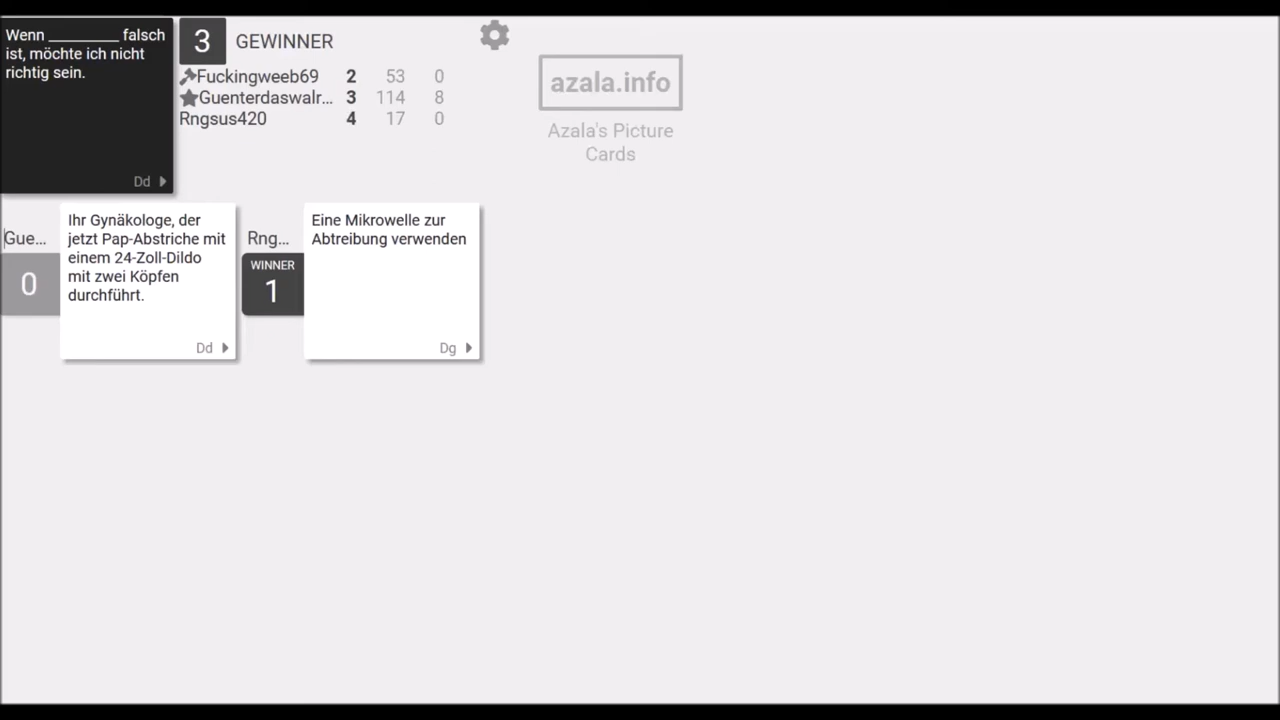 Wenn __________ falsch
ist, möchte ich nicht
richtig sein.
Dd
3 GEWINNER
Fuckingweeb69 2 53 0
Guenterdaswalr... 3 114 8
Rngsus420 4 17 0
azala.info
Azala's Picture
Cards
Gue...
0
Ihr Gynäkologe, der
jetzt Pap-Abstriche mit
einem 24-Zoll-Dildo
mit zwei Köpfen
durchführt.
Dd
Rng...
WINNER
1
Eine Mikrowelle zur
Abtreibung verwenden
Dg